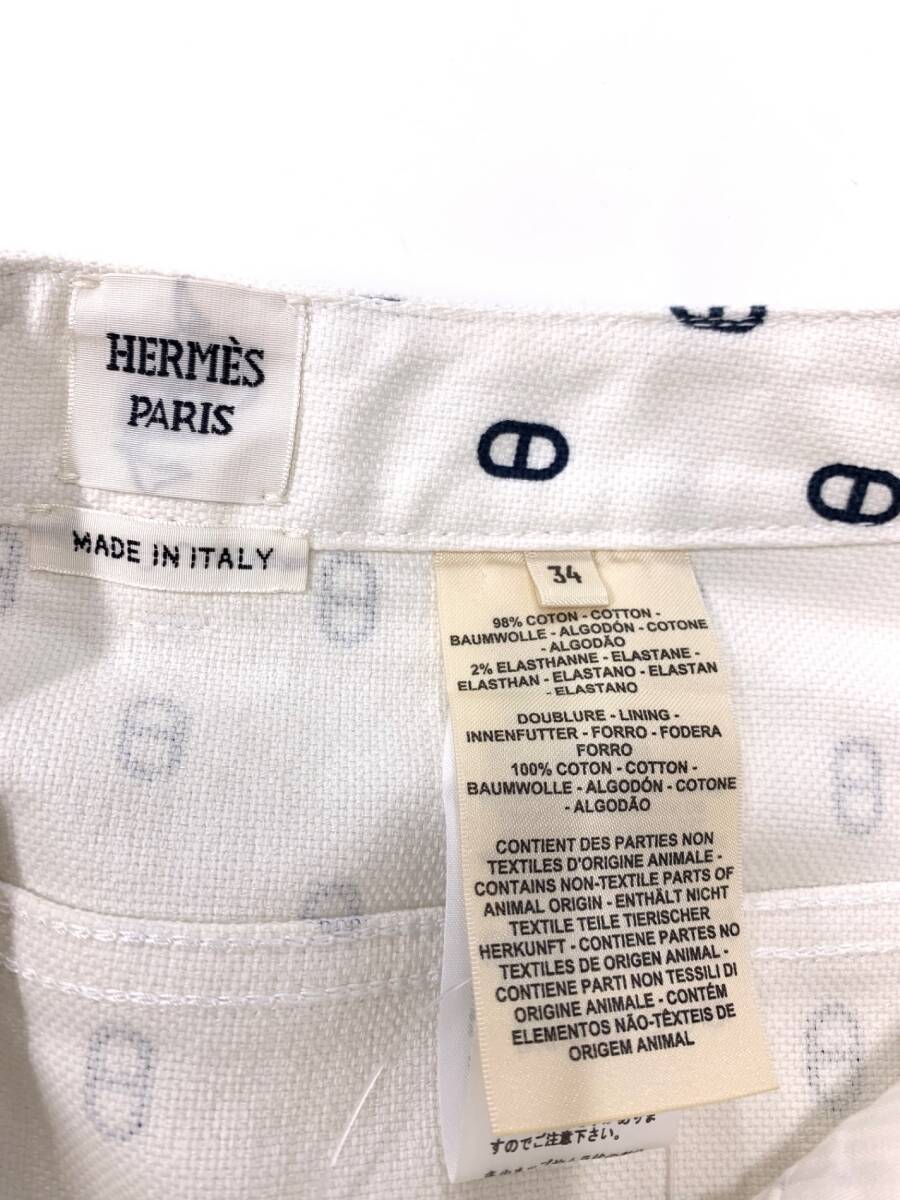 HERMÈS
PARIS
MADE IN ITALY
34
98% COTON - COTTON -
BAUMWOLLE - ALGODÓN - COTONE
- ALGODÃO
2% ELASTHANNE - ELASTANE -
ELASTHAN - ELASTANO - ELASTAN
- ELASTANO
DOUBLURE - LINING -
INNENFUTTER - FORRO - FODERA
FORRO
100% COTON - COTTON -
BAUMWOLLE - ALGODÓN - COTONE
- ALGODÃO
CONTIENT DES PARTIES NON
TEXTILES D'ORIGINE ANIMALE -
CONTAINS NON-TEXTILE PARTS OF
ANIMAL ORIGIN - ENTHÄLT NICHT
TEXTILE TEILE TIERISCHER
HERKUNFT - CONTIENE PARTES NO
TEXTILES DE ORIGEN ANIMAL -
CONTIENE PARTI NON TESSILI DI
ORIGINE ANIMALE - CONTÉM
ELEMENTOS NÃO-TÊXTEIS DE
ORIGEM ANIMAL
すのでご注意下さい。